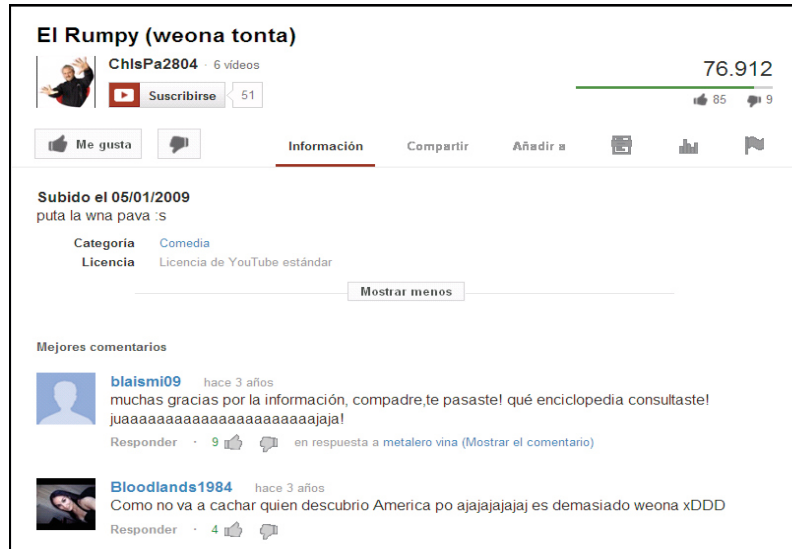 El Rumpy (weona tonta)
ChIsPa2804 · 6 vídeos
Suscribirse 51
76.912
85 9
Me gusta
Información Compartir Añadir a
Subido el 05/01/2009
puta la wna pava :s
Categoría Comedia
Licencia Licencia de YouTube estándar
Mostrar menos
Mejores comentarios
blaismi09 hace 3 años
muchas gracias por la información, compadre,te pasaste! qué enciclopedia consultaste!
juaaaaaaaaaaaaaaaaaaaaaaajaja!
Responder · 9 en respuesta a metalero vina (Mostrar el comentario)
Bloodlands1984 hace 3 años
Como no va a cachar quien descubrio America po ajajajajajaj es demasiado weona xDDD
Responder · 4